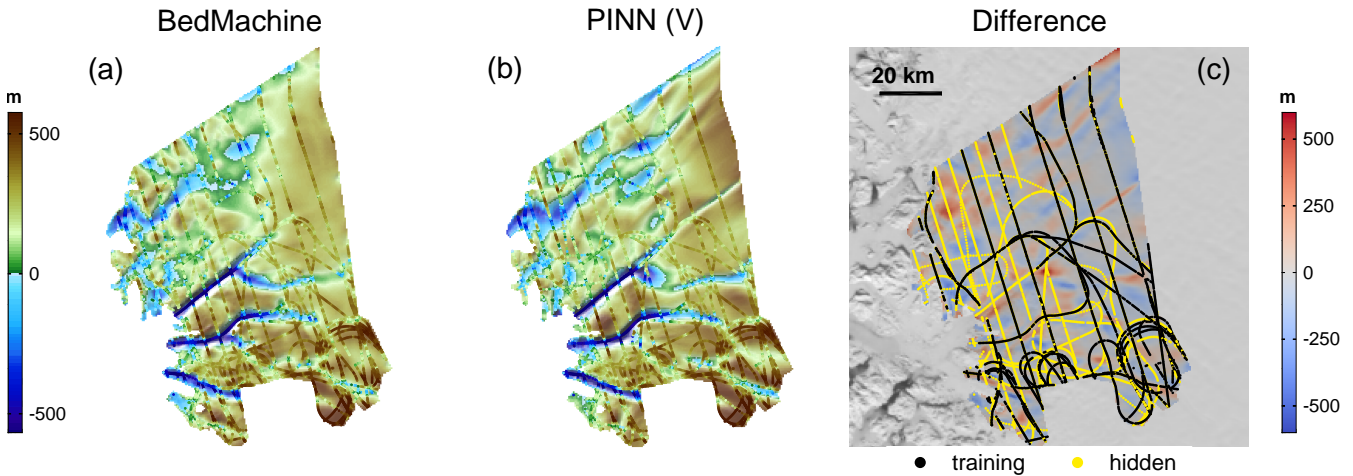 BedMachine
PINN (V)
Difference
(a)
(b)
(c)
20 km
m
500
0
-500
m
500
250
0
-250
-500
training
hidden